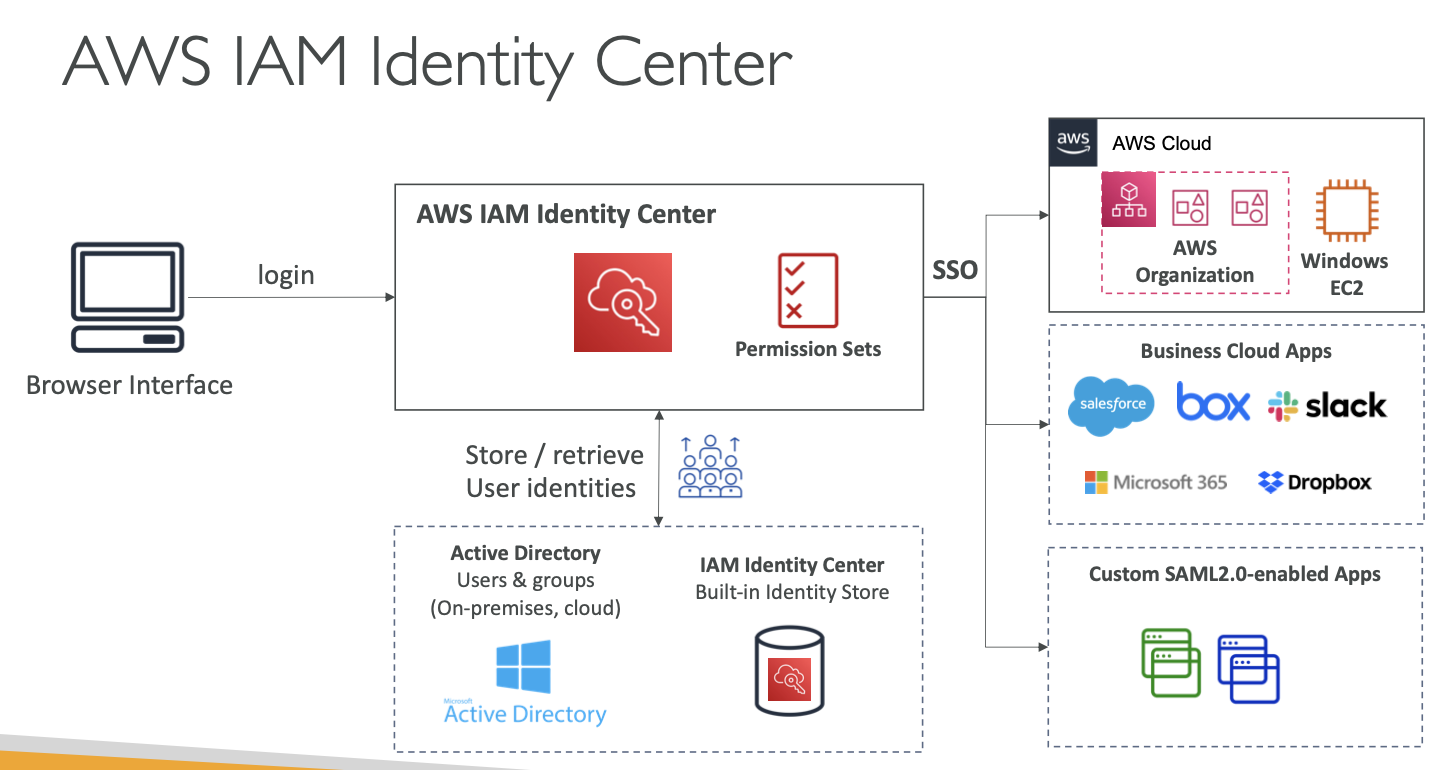 AWS IAM Identity Center
aws
AWS Cloud
AWS IAM Identity Center
AWS
Organization
Windows
EC2
login
SSO
Permission Sets
Browser Interface
Business Cloud Apps
salesforce
box
slack
Microsoft 365
Dropbox
Store / retrieve
User identities
Active Directory
Users & groups
(On-premises, cloud)
Microsoft
Active Directory
IAM Identity Center
Built-in Identity Store
Custom SAML2.0-enabled Apps